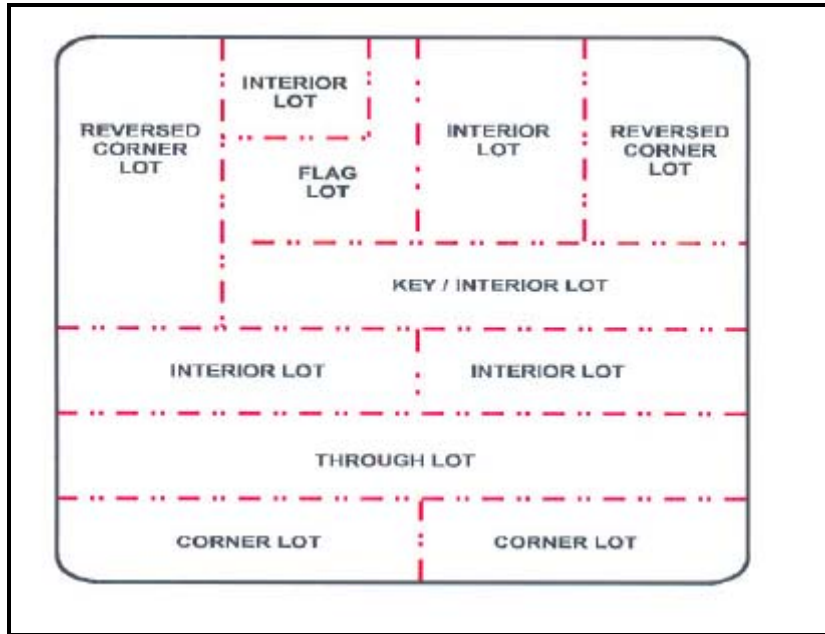 INTERIOR
LOT
REVERSED
CORNER
LOT
INTERIOR
LOT
REVERSED
CORNER
LOT
FLAG
LOT
KEY / INTERIOR LOT
INTERIOR LOT
INTERIOR LOT
THROUGH LOT
CORNER LOT
CORNER LOT